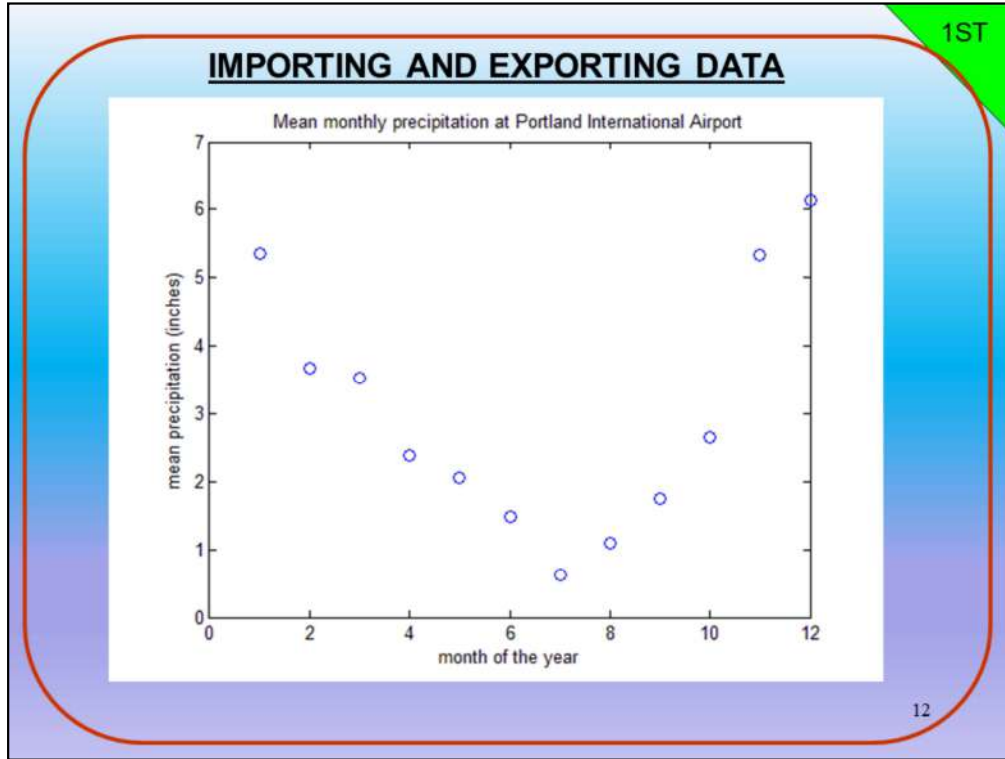 1ST
IMPORTING AND EXPORTING DATA
Mean monthly precipitation at Portland International Airport
7
6
5
4
3
2
1
0
mean precipitation (inches)
0 2 4 6 8 10 12
month of the year
12